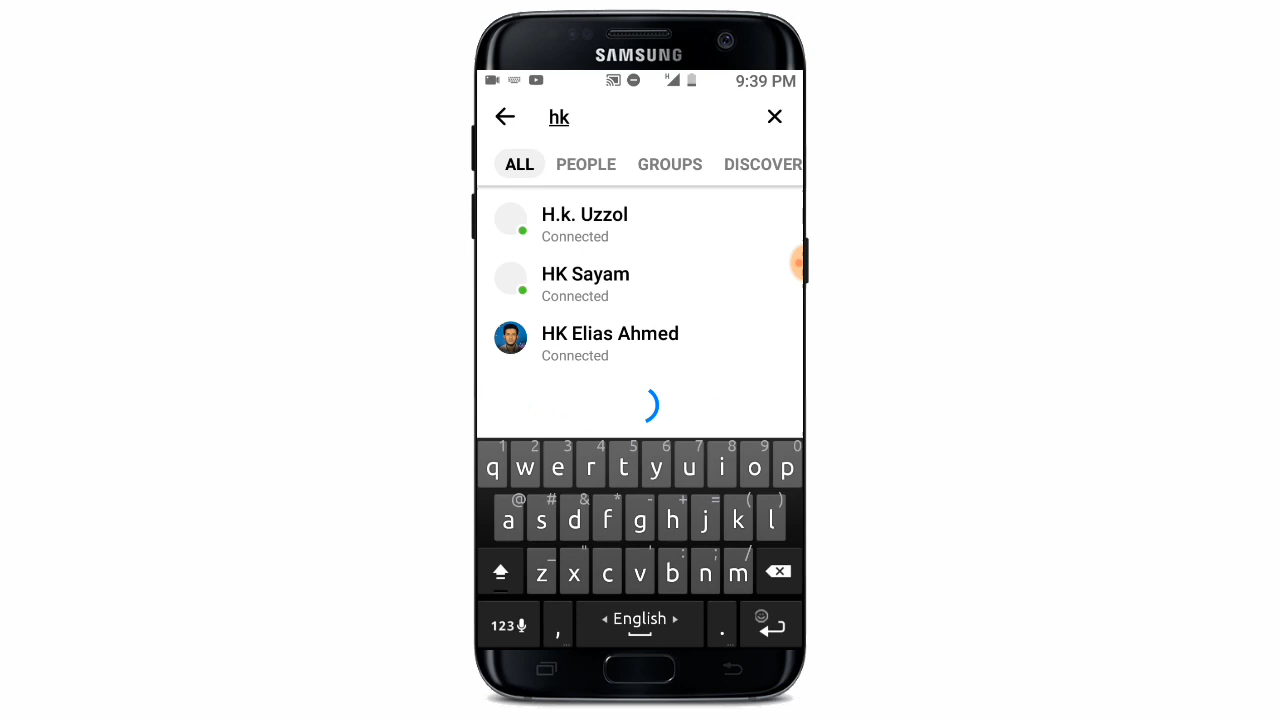 SAMSUNG
H 9:39 PM
hk
ALL PEOPLE GROUPS DISCOVER
H.k. Uzzol
Connected
HK Sayam
Connected
HK Elias Ahmed
Connected
1 2 3 4 5 6 7 8 9 0
q w e r t y u i o p
@ # & * - + = ( )
a s d f g h j k l
_ " ' : ; /
z x c v b n m
123 , English .